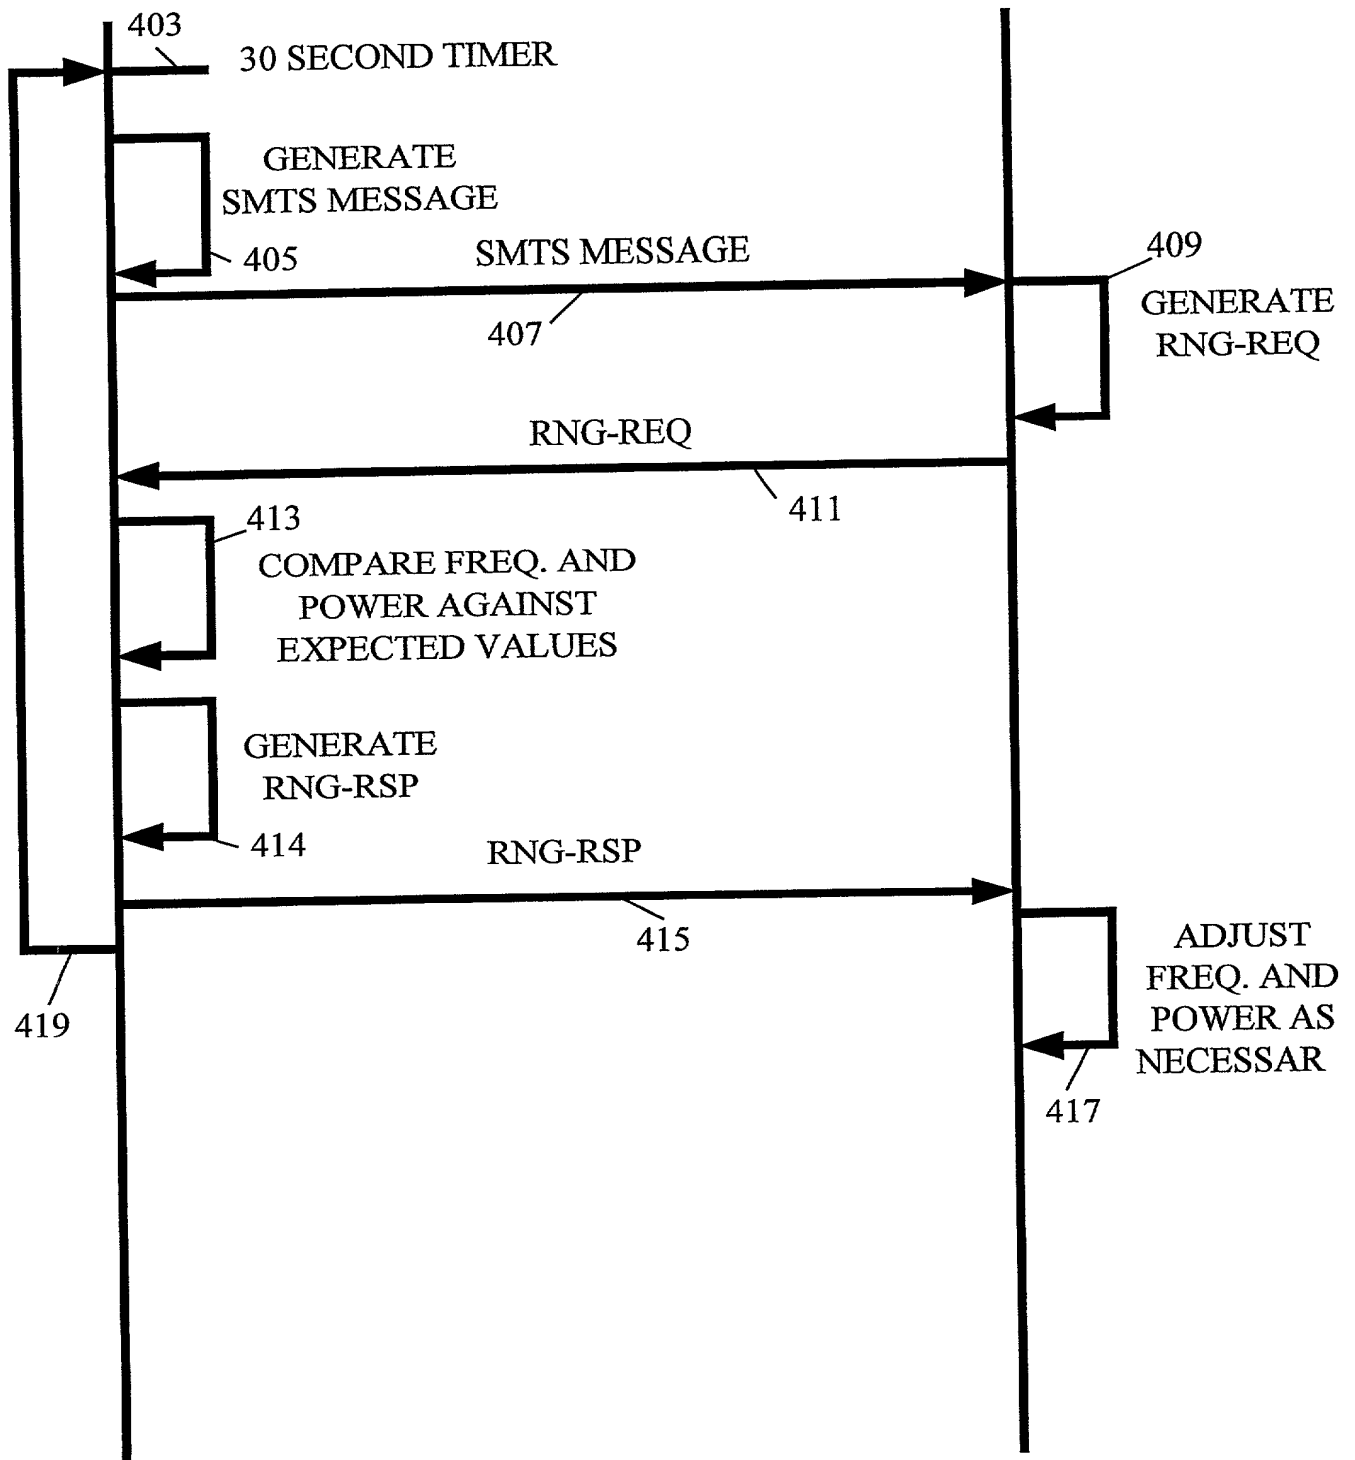 403
30 SECOND TIMER
GENERATE
SMTS MESSAGE
405
SMTS MESSAGE
407
409
GENERATE
RNG-REQ
RNG-REQ
411
413
COMPARE FREQ. AND
POWER AGAINST
EXPECTED VALUES
GENERATE
RNG-RSP
414
RNG-RSP
415
ADJUST
FREQ. AND
POWER AS
NECESSAR
417
419